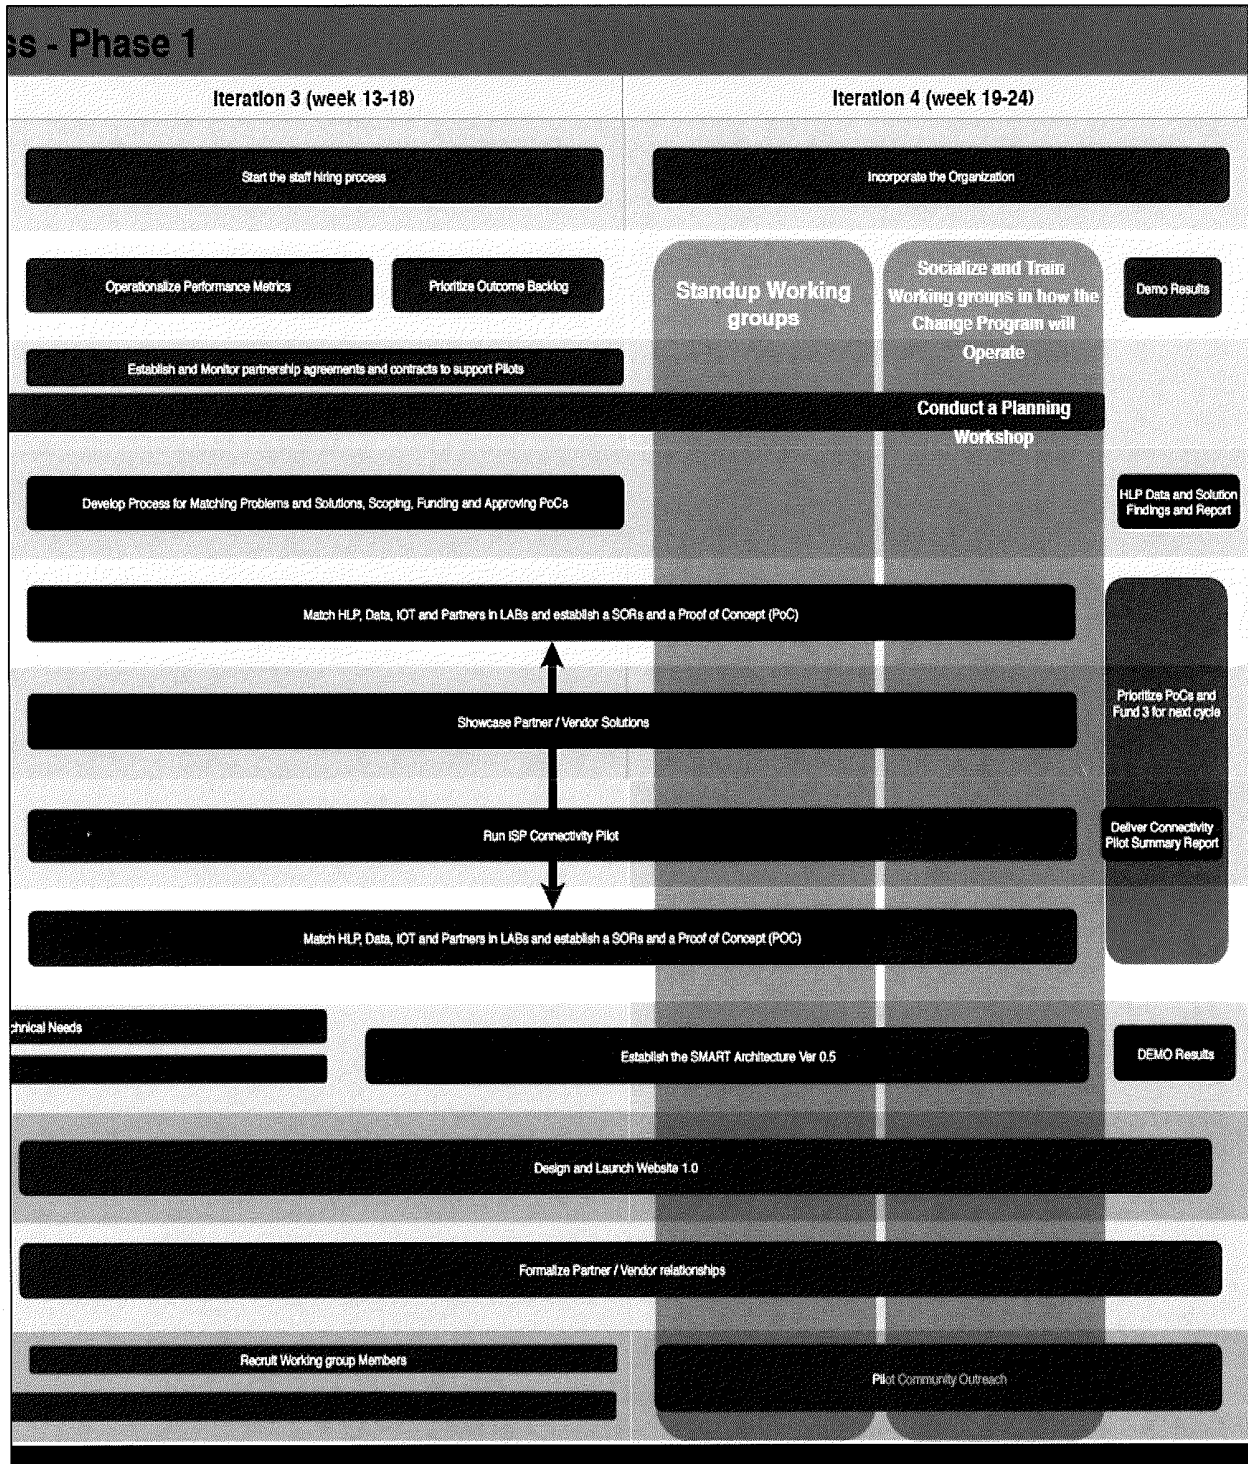 ss - Phase 1
Iteration 3 (week 13-18)
Iteration 4 (week 19-24)
Start the staff hiring process
Incorporate the Organization
Operationalize Performance Metrics
Prioritize Outcome Backlog
Standup Working
groups
Socialize and Train
Working groups in how the
Change Program will
Operate
Demo Results
Establish and Monitor partnership agreements and contracts to support Pilots
Conduct a Planning
Workshop
Develop Process for Matching Problems and Solutions, Scoping, Funding and Approving PoCs
HLP Data and Solution
Findings and Report
Match HLP, Data, IOT and Partners in LABs and establish a SORs and a Proof of Concept (PoC)
Showcase Partner / Vendor Solutions
Prioritize PoCs and
Fund 3 for next cycle
Run ISP Connectivity Pilot
Deliver Connectivity
Pilot Summary Report
Match HLP, Data, IOT and Partners in LABs and establish a SORs and a Proof of Concept (POC)
chnical Needs
Establish the SMART Architecture Ver 0.5
DEMO Results
Design and Launch Website 1.0
Formalize Partner / Vendor relationships
Recruit Working group Members
Pilot Community Outreach